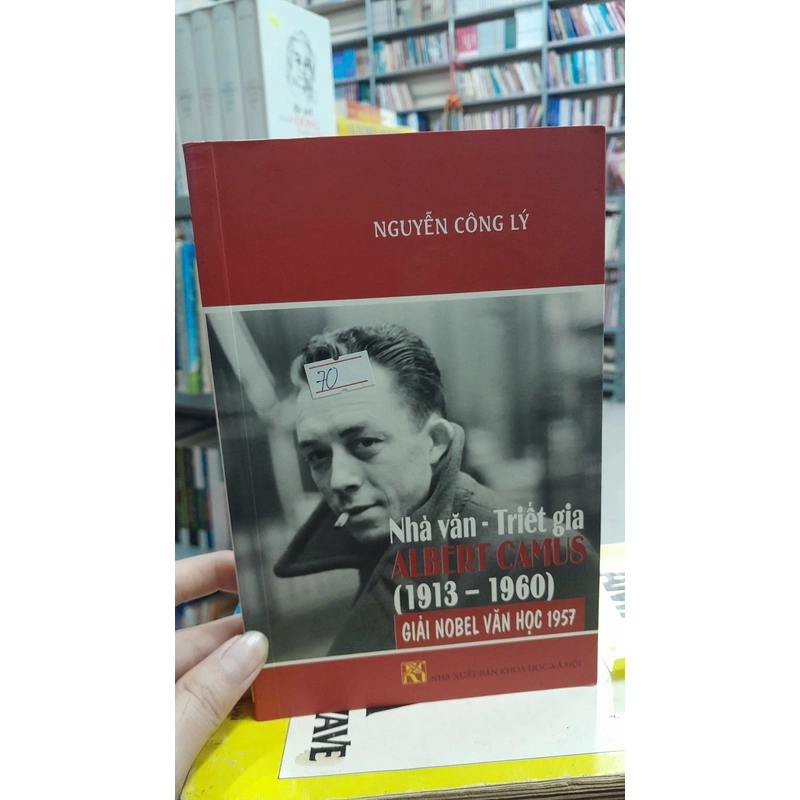 NGUYỄN CÔNG LÝ
70
Nhà văn - Triết gia
ALBERT CAMUS
(1913 – 1960)
GIẢI NOBEL VĂN HỌC 1957
NHÀ XUẤT BẢN KHOA HỌC XÃ HỘI